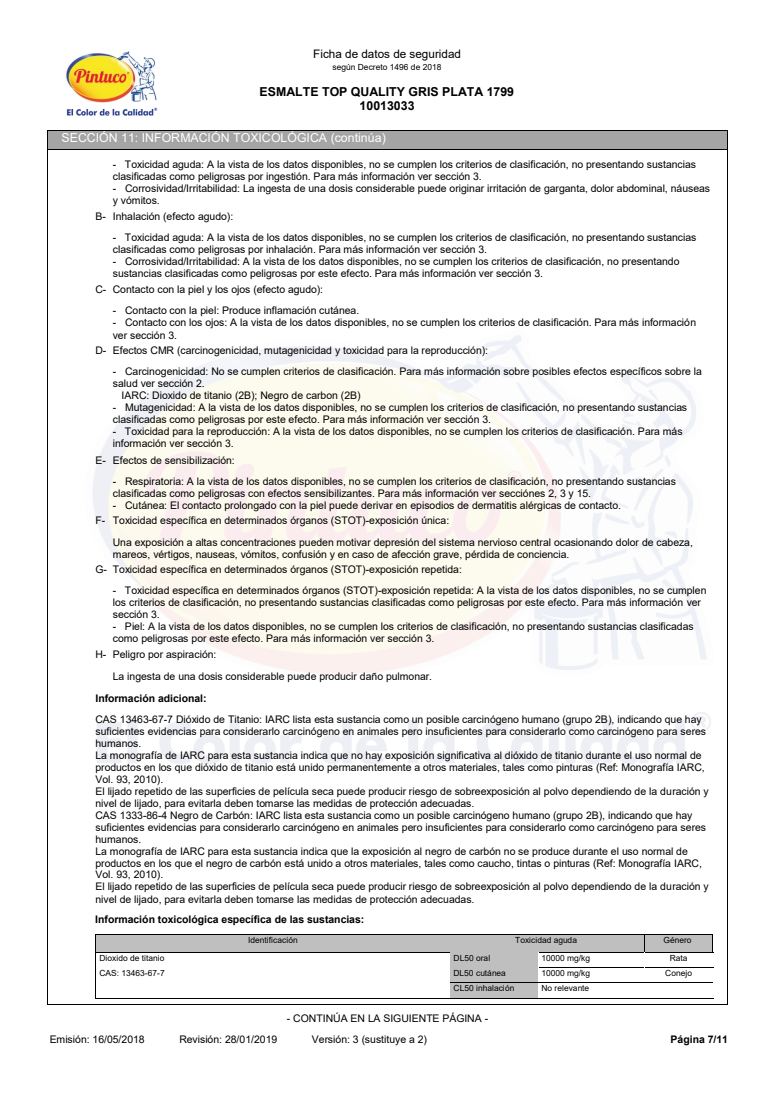 Pintuco®
El Color de la Calidad®
Ficha de datos de seguridad
según Decreto 1496 de 2018
ESMALTE TOP QUALITY GRIS PLATA 1799
10013033
SECCIÓN 11: INFORMACIÓN TOXICOLÓGICA (continúa)
- Toxicidad aguda: A la vista de los datos disponibles, no se cumplen los criterios de clasificación, no presentando sustancias
clasificadas como peligrosas por ingestión. Para más información ver sección 3.
- Corrosividad/Irritabilidad: La ingesta de una dosis considerable puede originar irritación de garganta, dolor abdominal, náuseas
y vómitos.
B- Inhalación (efecto agudo):
- Toxicidad aguda: A la vista de los datos disponibles, no se cumplen los criterios de clasificación, no presentando sustancias
clasificadas como peligrosas por inhalación. Para más información ver sección 3.
- Corrosividad/Irritabilidad: A la vista de los datos disponibles, no se cumplen los criterios de clasificación, no presentando
sustancias clasificadas como peligrosas por este efecto. Para más información ver sección 3.
C- Contacto con la piel y los ojos (efecto agudo):
- Contacto con la piel: Produce inflamación cutánea.
- Contacto con los ojos: A la vista de los datos disponibles, no se cumplen los criterios de clasificación. Para más información
ver sección 3.
D- Efectos CMR (carcinogenicidad, mutagenicidad y toxicidad para la reproducción):
- Carcinogenicidad: No se cumplen criterios de clasificación. Para más información sobre posibles efectos específicos sobre la
salud ver sección 2.
IARC: Dioxido de titanio (2B); Negro de carbon (2B)
- Mutagenicidad: A la vista de los datos disponibles, no se cumplen los criterios de clasificación, no presentando sustancias
clasificadas como peligrosas por este efecto. Para más información ver sección 3.
- Toxicidad para la reproducción: A la vista de los datos disponibles, no se cumplen los criterios de clasificación. Para más
información ver sección 3.
E- Efectos de sensibilización:
- Respiratoria: A la vista de los datos disponibles, no se cumplen los criterios de clasificación, no presentando sustancias
clasificadas como peligrosas con efectos sensibilizantes. Para más información ver secciónes 2, 3 y 15.
- Cutánea: El contacto prolongado con la piel puede derivar en episodios de dermatitis alérgicas de contacto.
F- Toxicidad específica en determinados órganos (STOT)-exposición única:
Una exposición a altas concentraciones pueden motivar depresión del sistema nervioso central ocasionando dolor de cabeza,
mareos, vértigos, nauseas, vómitos, confusión y en caso de afección grave, pérdida de conciencia.
G- Toxicidad específica en determinados órganos (STOT)-exposición repetida:
- Toxicidad específica en determinados órganos (STOT)-exposición repetida: A la vista de los datos disponibles, no se cumplen
los criterios de clasificación, no presentando sustancias clasificadas como peligrosas por este efecto. Para más información ver
sección 3.
- Piel: A la vista de los datos disponibles, no se cumplen los criterios de clasificación, no presentando sustancias clasificadas
como peligrosas por este efecto. Para más información ver sección 3.
H- Peligro por aspiración:
La ingesta de una dosis considerable puede producir daño pulmonar.
Información adicional:
CAS 13463-67-7 Dióxido de Titanio: IARC lista esta sustancia como un posible carcinógeno humano (grupo 2B), indicando que hay
suficientes evidencias para considerarlo carcinógeno en animales pero insuficientes para considerarlo como carcinógeno para seres
humanos.
La monografía de IARC para esta sustancia indica que no hay exposición significativa al dióxido de titanio durante el uso normal de
productos en los que dióxido de titanio está unido permanentemente a otros materiales, tales como pinturas (Ref: Monografía IARC,
Vol. 93, 2010).
El lijado repetido de las superficies de película seca puede producir riesgo de sobreexposición al polvo dependiendo de la duración y
nivel de lijado, para evitarla deben tomarse las medidas de protección adecuadas.
CAS 1333-86-4 Negro de Carbón: IARC lista esta sustancia como un posible carcinógeno humano (grupo 2B), indicando que hay
suficientes evidencias para considerarlo carcinógeno en animales pero insuficientes para considerarlo como carcinógeno para seres
humanos.
La monografía de IARC para esta sustancia indica que la exposición al negro de carbón no se produce durante el uso normal de
productos en los que el negro de carbón está unido a otros materiales, tales como caucho, tintas o pinturas (Ref: Monografía IARC,
Vol. 93, 2010).
El lijado repetido de las superficies de película seca puede producir riesgo de sobreexposición al polvo dependiendo de la duración y
nivel de lijado, para evitarla deben tomarse las medidas de protección adecuadas.
Información toxicológica específica de las sustancias:
Identificación Toxicidad aguda Género
Dioxido de titanio DL50 oral 10000 mg/kg Rata
CAS: 13463-67-7 DL50 cutánea 10000 mg/kg Conejo
CL50 inhalación No relevante
- CONTINÚA EN LA SIGUIENTE PÁGINA -
Emisión: 16/05/2018 Revisión: 28/01/2019 Versión: 3 (sustituye a 2) Página 7/11